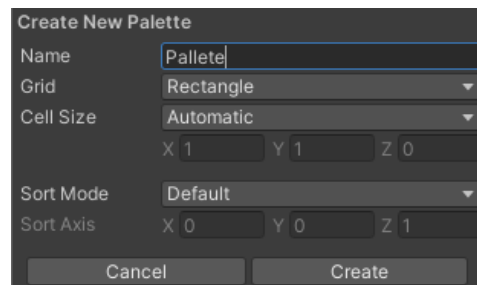 Create New Palette
Name Pallete
Grid Rectangle
Cell Size Automatic
X 1 Y 1 Z 0
Sort Mode Default
Sort Axis X 0 Y 0 Z 1
Cancel Create